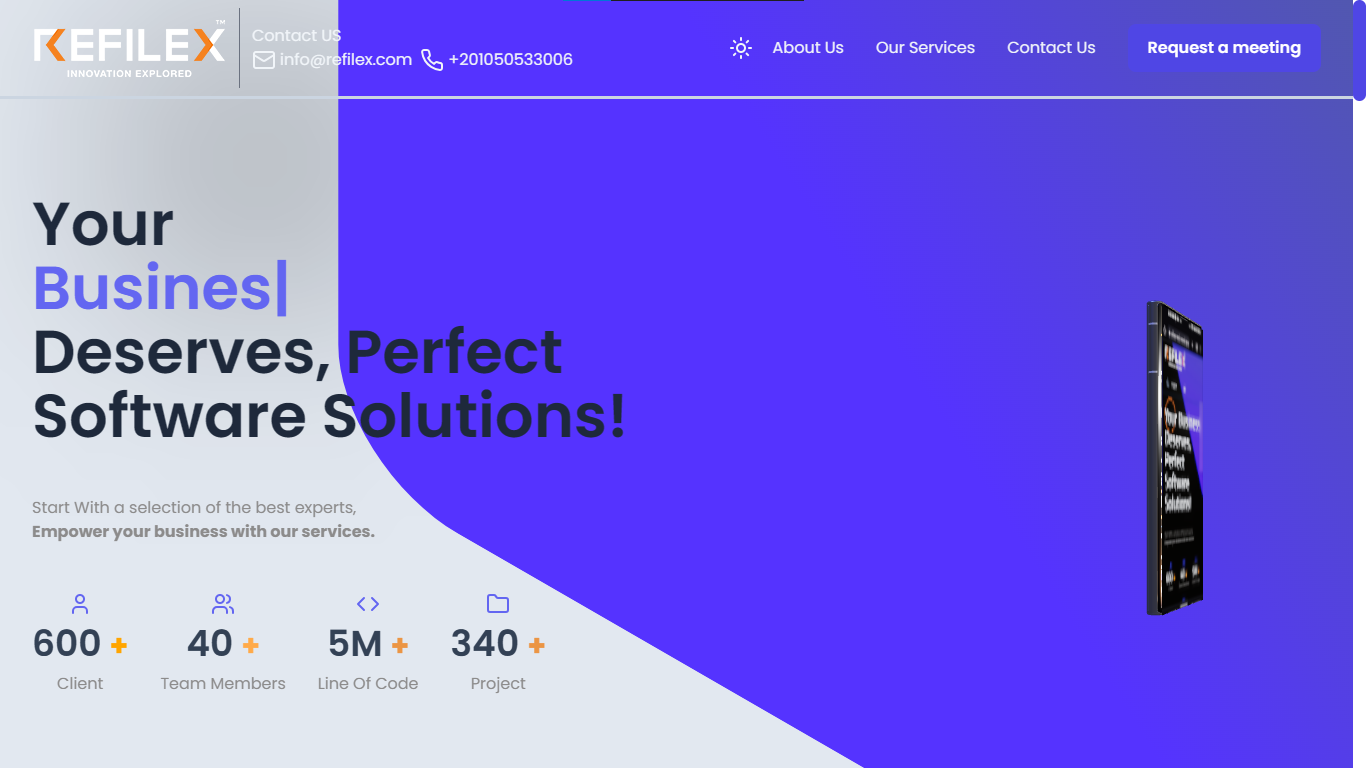 REFILEX™
INNOVATION EXPLORED
Contact US
info@refilex.com +201050533006
About Us
Our Services
Contact Us
Request a meeting
Your
Busines|
Deserves, Perfect
Software Solutions!
Start With a selection of the best experts,
Empower your business with our services.
600 +
Client
40 +
Team Members
5M +
Line Of Code
340 +
Project
REFILEX
Your Business
Deserves,
Perfect
Software
Solutions!